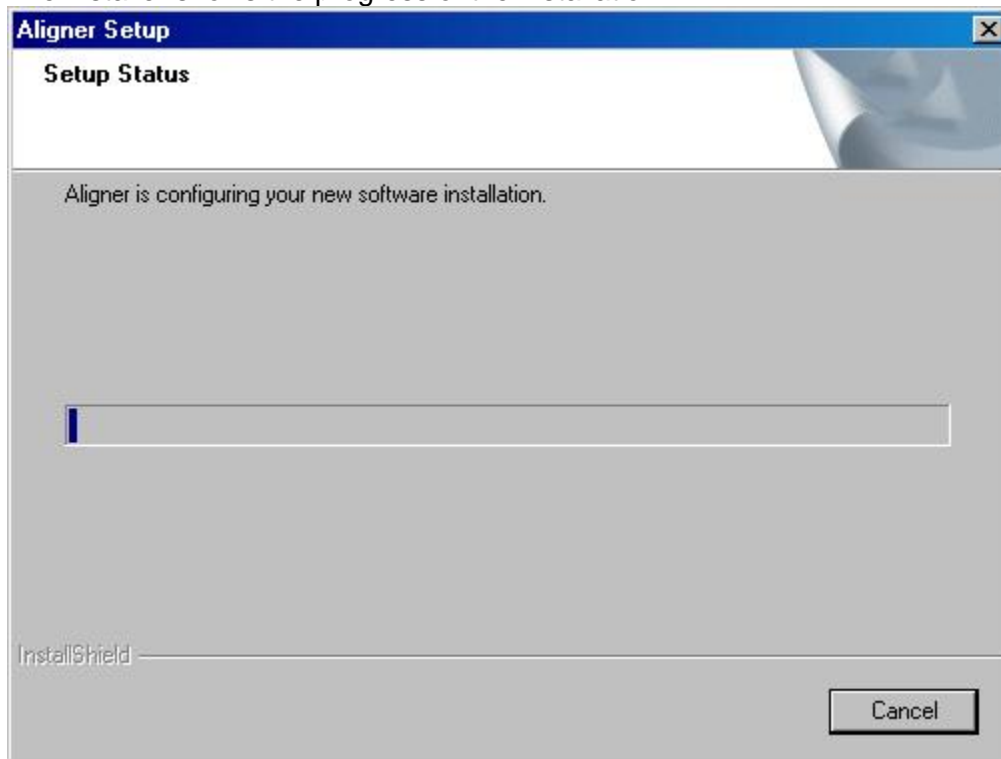 Aligner Setup
Setup Status
Aligner is configuring your new software installation.
InstallShield
Cancel